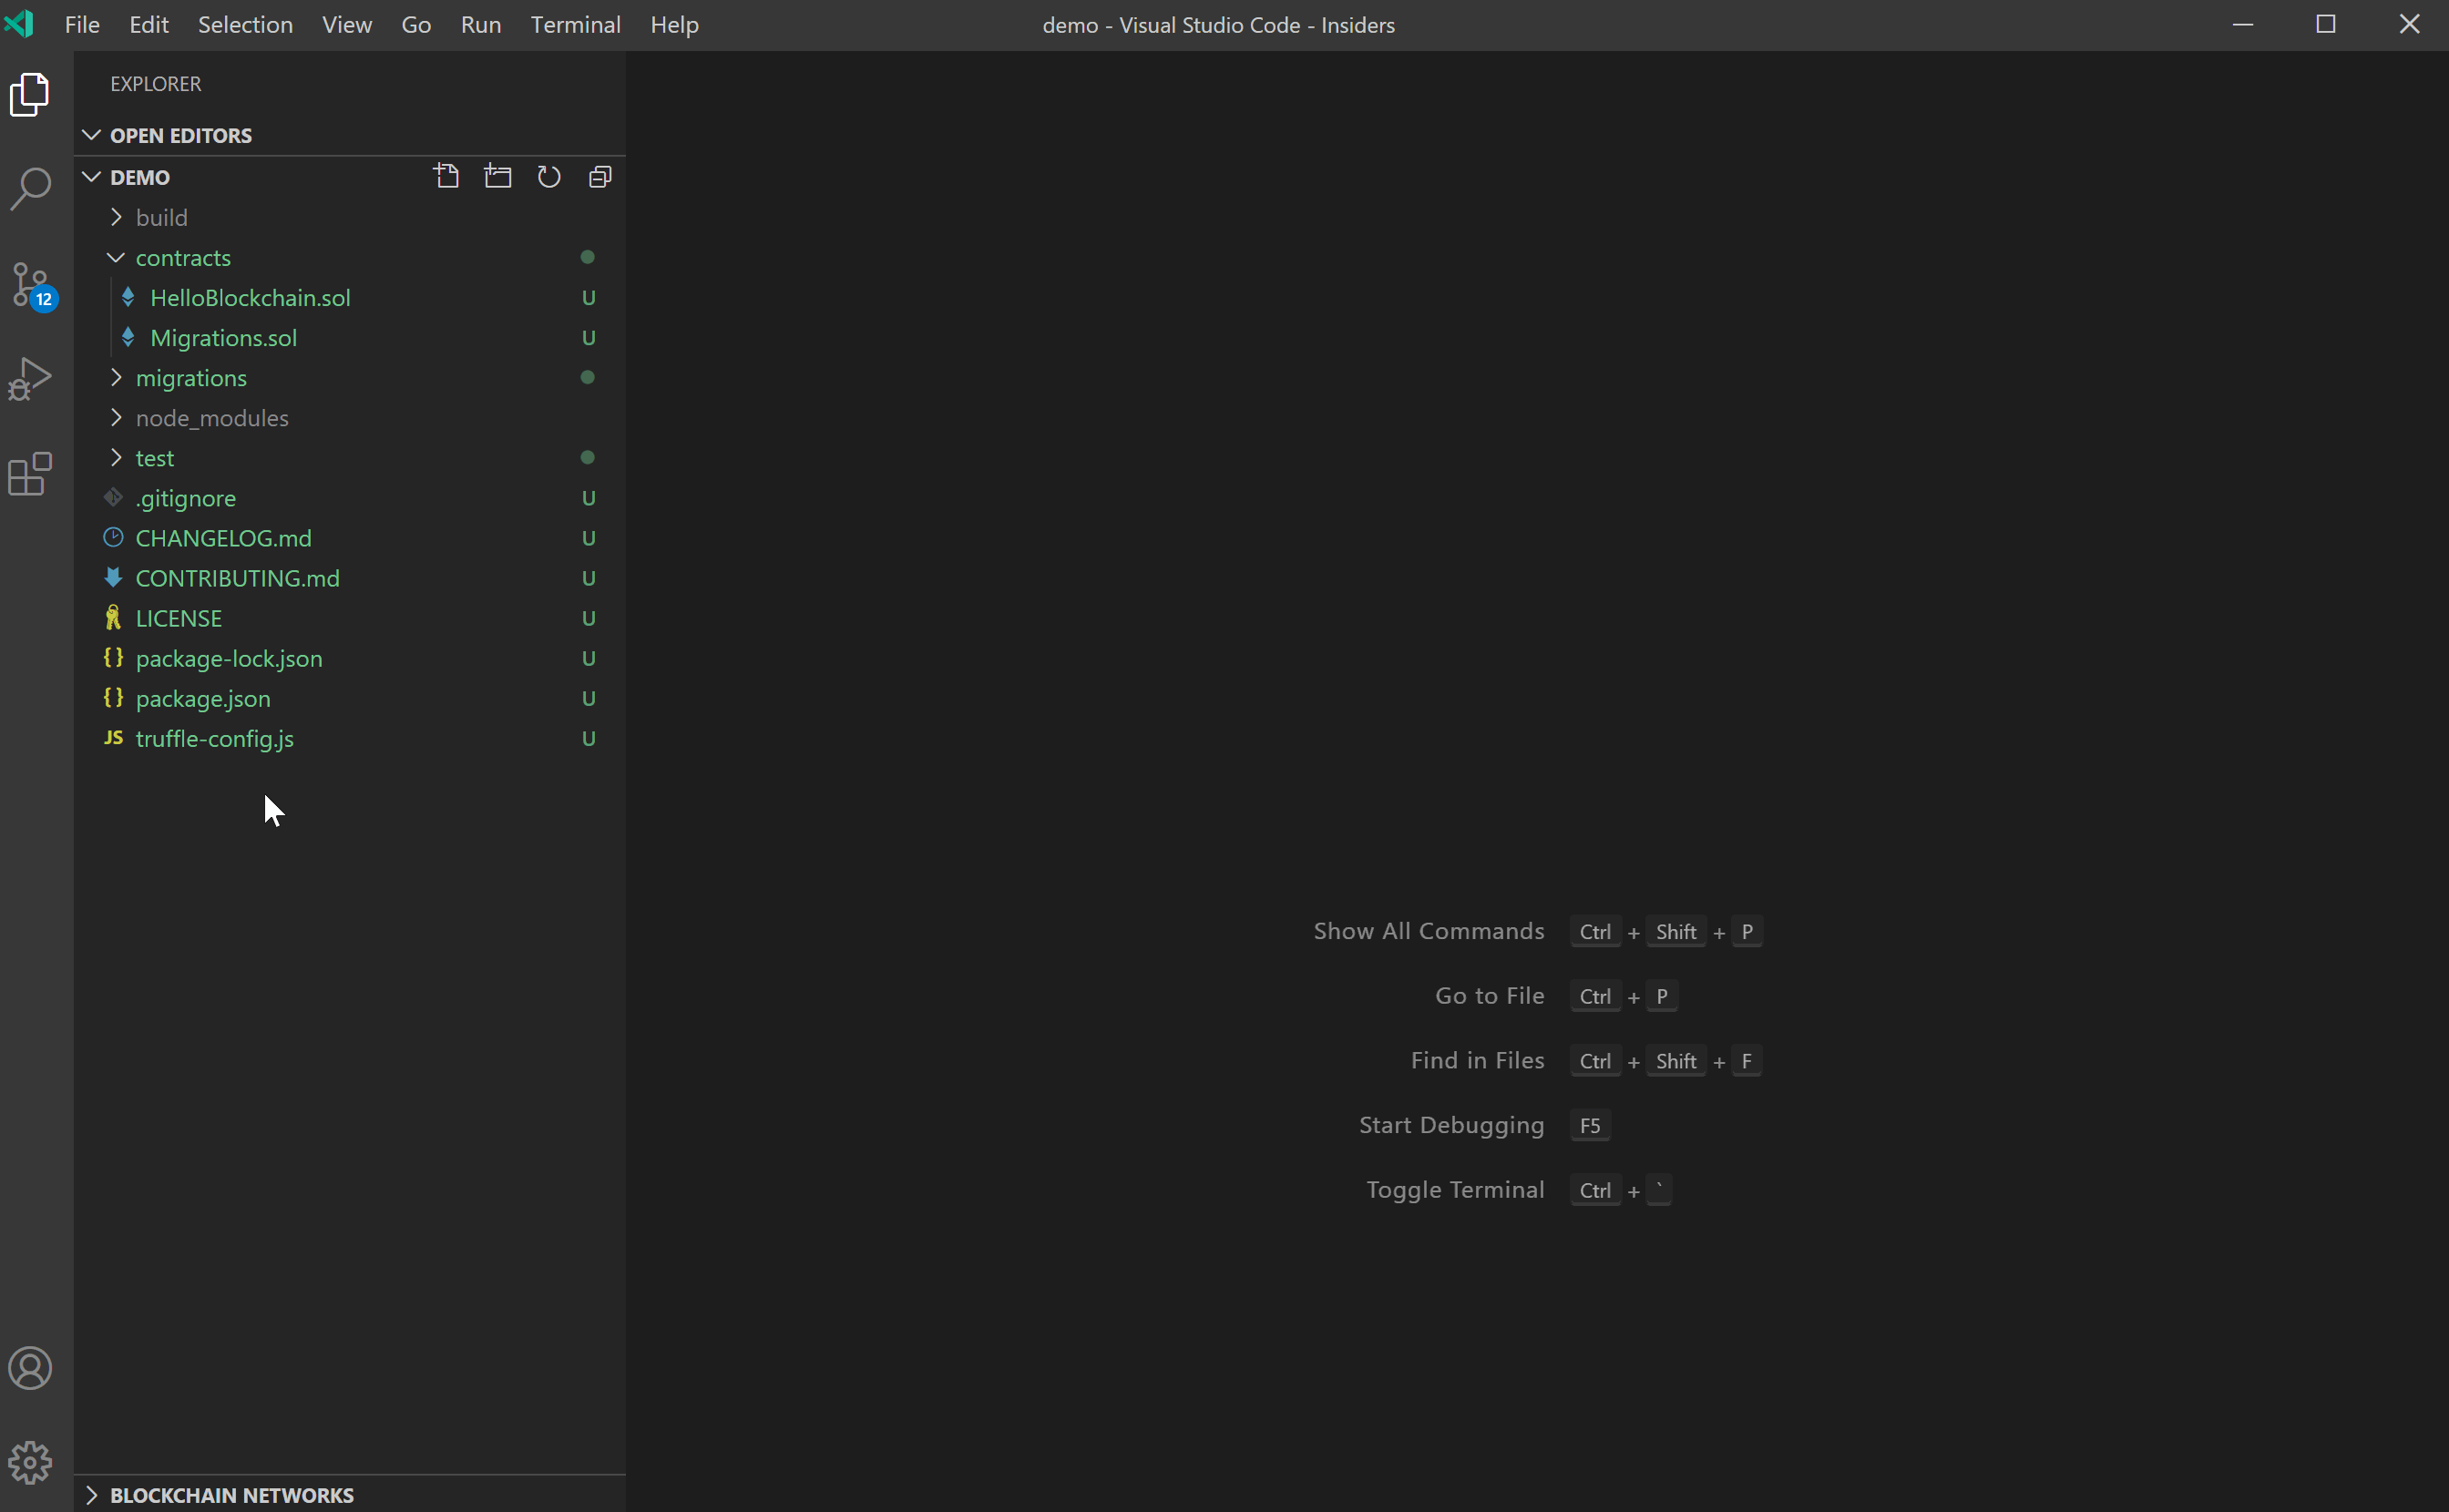 File Edit Selection View Go Run Terminal Help demo - Visual Studio Code - Insiders
EXPLORER
OPEN EDITORS
DEMO
build
contracts
HelloBlockchain.sol U
Migrations.sol U
migrations
node_modules
test
.gitignore U
CHANGELOG.md U
CONTRIBUTING.md U
LICENSE U
{} package-lock.json U
{} package.json U
JS truffle-config.js U
12
Show All Commands Ctrl + Shift + P
Go to File Ctrl + P
Find in Files Ctrl + Shift + F
Start Debugging F5
Toggle Terminal Ctrl + `
BLOCKCHAIN NETWORKS